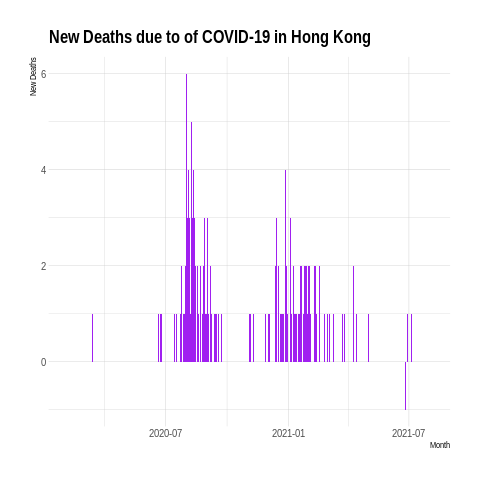 New Deaths due to of COVID-19 in Hong Kong
New Deaths
6
4
2
0
2020-07
2021-01
2021-07
Month